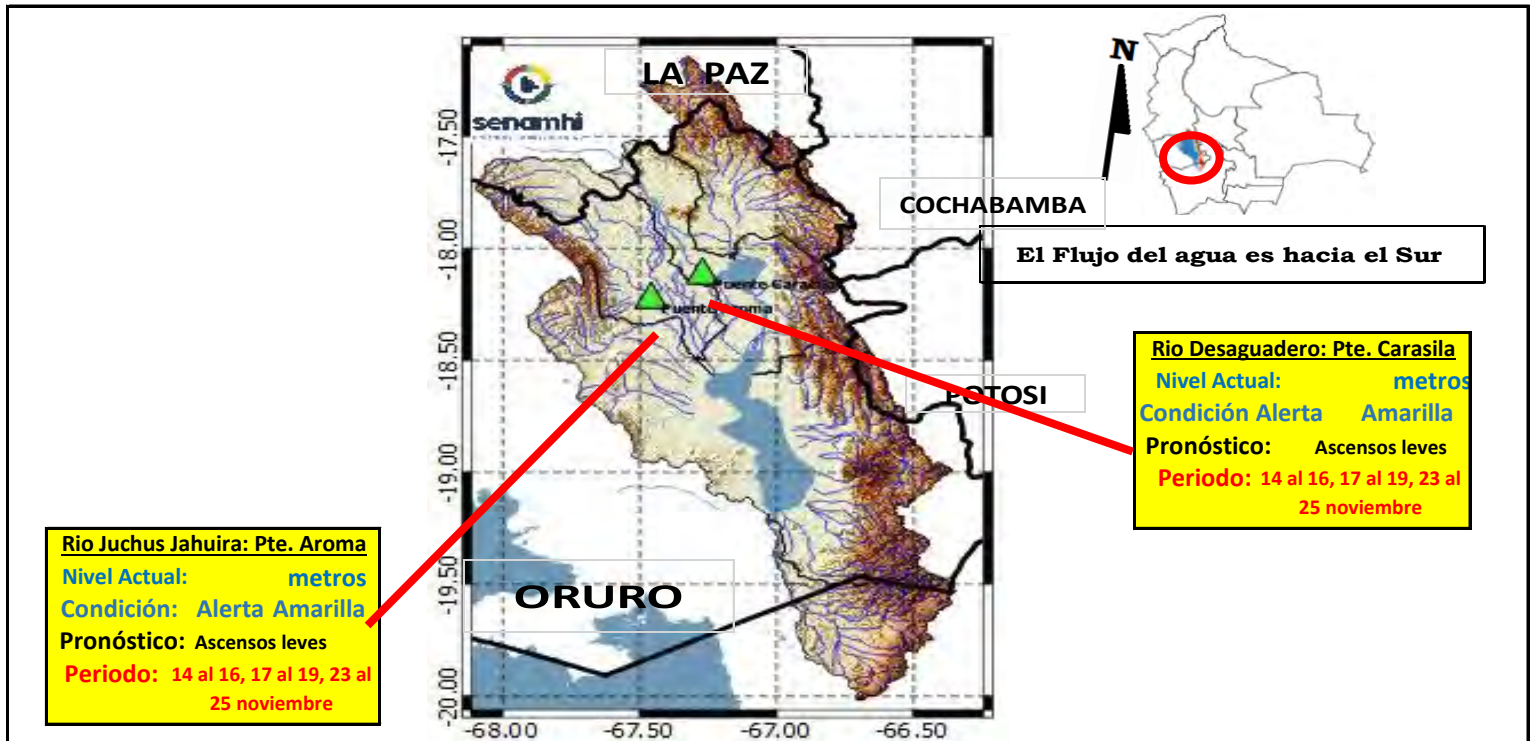 LA PAZ
senamhi
N
COCHABAMBA
El Flujo del agua es hacia el Sur
POTOSI
ORURO
Puente
Puente
-17.50
-18.00
-18.50
-19.00
-19.50
-20.00
-68.00 -67.50 -67.00 -66.50
Rio Desaguadero: Pte. Carasila
Nivel Actual: metros
Condición Alerta Amarilla
Pronóstico: Ascensos leves
Periodo: 14 al 16, 17 al 19, 23 al
25 noviembre
Rio Juchus Jahuira: Pte. Aroma
Nivel Actual: metros
Condición: Alerta Amarilla
Pronóstico: Ascensos leves
Periodo: 14 al 16, 17 al 19, 23 al
25 noviembre